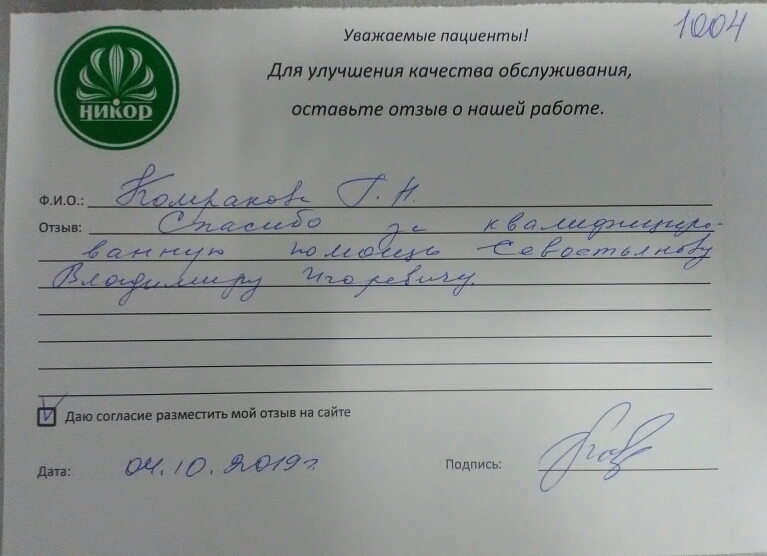 1004
Уважаемые пациенты!
Для улучшения качества обслуживания,
оставьте отзыв о нашей работе.
НИКОР
Ф.И.О.: Комраков Г. Н.
Отзыв: Спасибо за квалифициро-
ванную помощь Севостьянову
Владимиру Игоревичу.
Даю согласие разместить мой отзыв на сайте
Дата: 04.10.2019г.
Подпись: